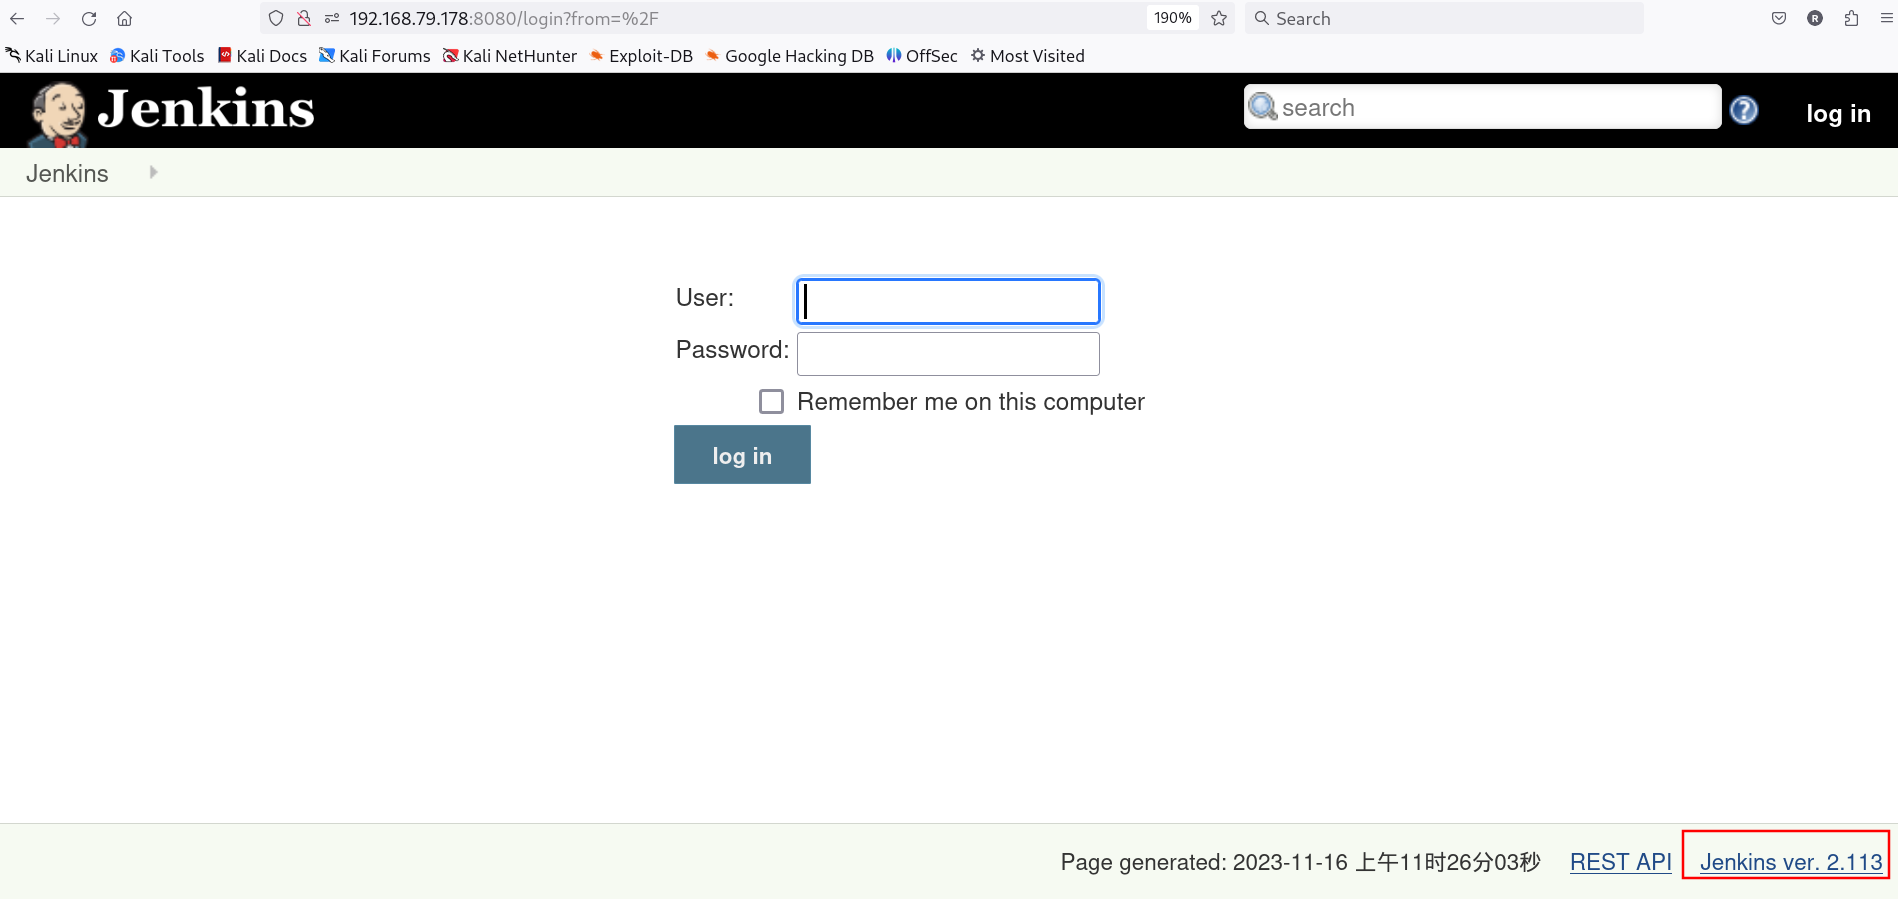 192.168.79.178:8080/login?from=%2F 190% Search R
Kali Linux Kali Tools Kali Docs Kali Forums Kali NetHunter Exploit-DB Google Hacking DB OffSec Most Visited
Jenkins search ? log in
Jenkins
User:
Password:
Remember me on this computer
log in
Page generated: 2023-11-16 上午11时26分03秒 REST API Jenkins ver. 2.113